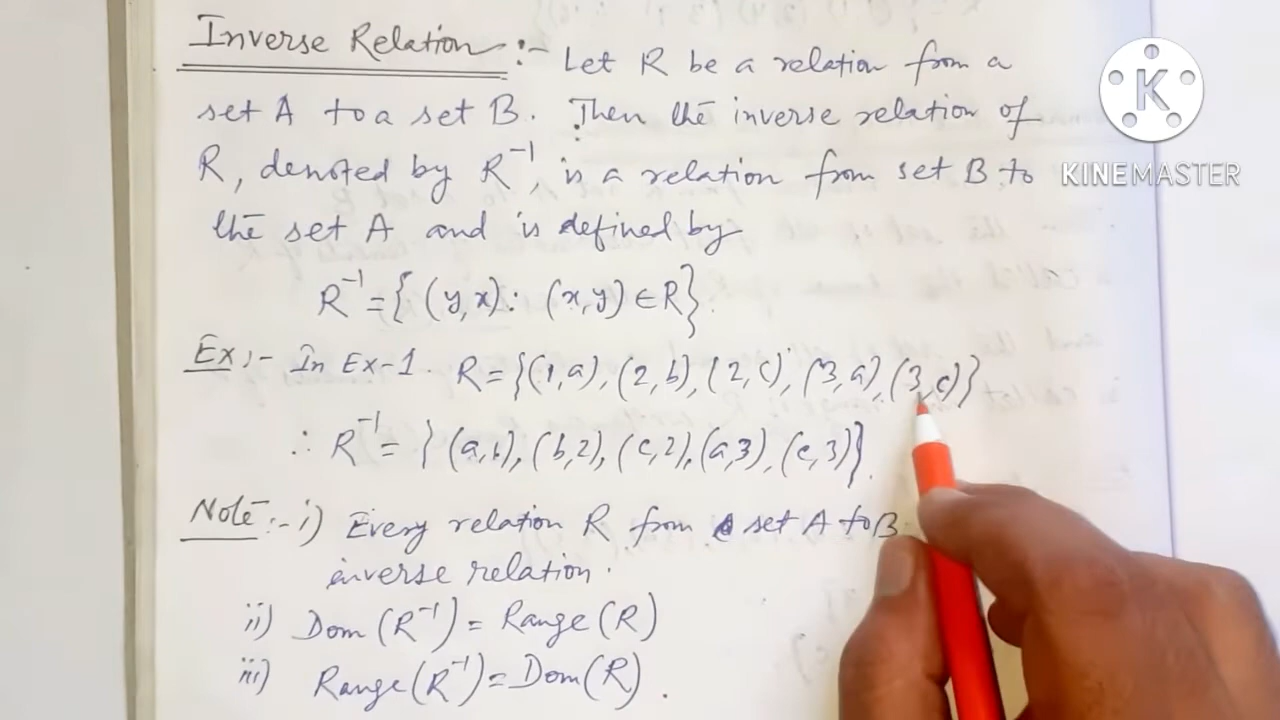 Inverse Relation :- Let R be a relation from a
set A to a set B. Then the inverse relation of
R, denoted by R⁻¹, is a relation from set B to
the set A and is defined by
R⁻¹ = { (y,x) : (x,y) ∈ R }.
Ex:- In Ex-1. R = {(1,a), (2,b), (2,c), (3,a), (3,c)}
∴ R⁻¹ = {(a,1), (b,2), (c,2), (a,3), (c,3)}.
Note:- i) Every relation R from set A to B
inverse relation.
ii) Dom (R⁻¹) = Range (R)
iii) Range (R⁻¹) = Dom (R).
K
KINEMASTER